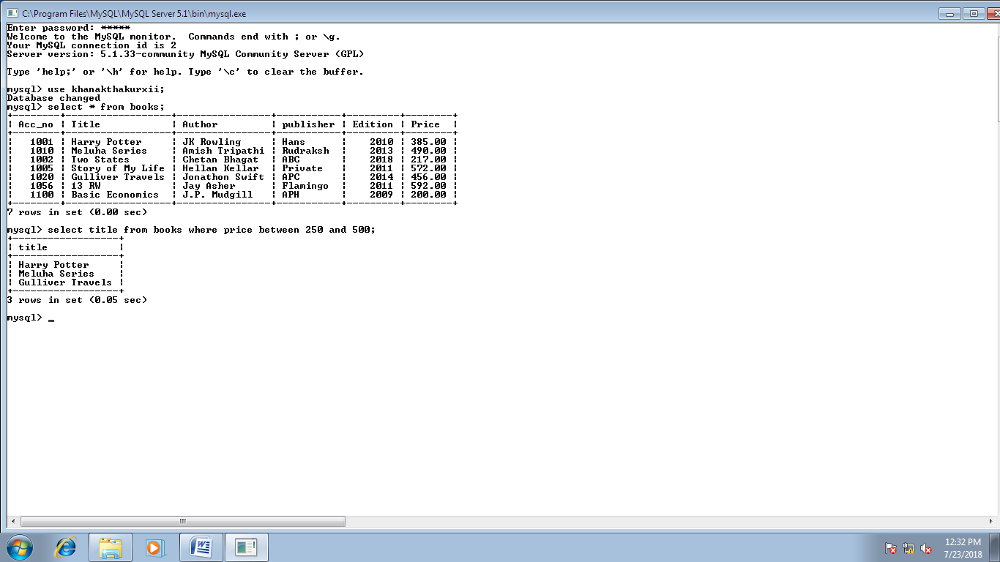 C:\Program Files\MySQL\MySQL Server 5.1\bin\mysql.exe
Enter password: *****
Welcome to the MySQL monitor.  Commands end with ; or \g.
Your MySQL connection id is 2
Server version: 5.1.33-community MySQL Community Server (GPL)
Type 'help;' or '\h' for help. Type '\c' to clear the buffer.
mysql> use khanakthakurxii;
Database changed
mysql> select * from books;
+--------+------------------+----------------+-----------+---------+--------+
¦ Acc_no ¦ Title            ¦ Author         ¦ publisher ¦ Edition ¦ Price  ¦
+--------+------------------+----------------+-----------+---------+--------+
¦   1001 ¦ Harry Potter     ¦ JK Rowling     ¦ Hans      ¦    2010 ¦ 385.00 ¦
¦   1010 ¦ Meluha Series    ¦ Amish Tripathi ¦ Rudraksh  ¦    2013 ¦ 490.00 ¦
¦   1002 ¦ Two States       ¦ Chetan Bhagat  ¦ ABC       ¦    2018 ¦ 217.00 ¦
¦   1005 ¦ Story of My Life ¦ Hellan Kellar  ¦ Private   ¦    2011 ¦ 572.00 ¦
¦   1020 ¦ Gulliver Travels ¦ Jonathon Swift ¦ APC       ¦    2014 ¦ 456.00 ¦
¦   1056 ¦ 13 RW            ¦ Jay Asher      ¦ Flamingo  ¦    2011 ¦ 592.00 ¦
¦   1100 ¦ Basic Economics  ¦ J.P. Mudgill   ¦ APH       ¦    2009 ¦ 200.00 ¦
+--------+------------------+----------------+-----------+---------+--------+
7 rows in set (0.00 sec)
mysql> select title from books where price between 250 and 500;
+------------------+
¦ title            ¦
+------------------+
¦ Harry Potter     ¦
¦ Meluha Series    ¦
¦ Gulliver Travels ¦
+------------------+
3 rows in set (0.05 sec)
mysql> _
12:32 PM
7/23/2018